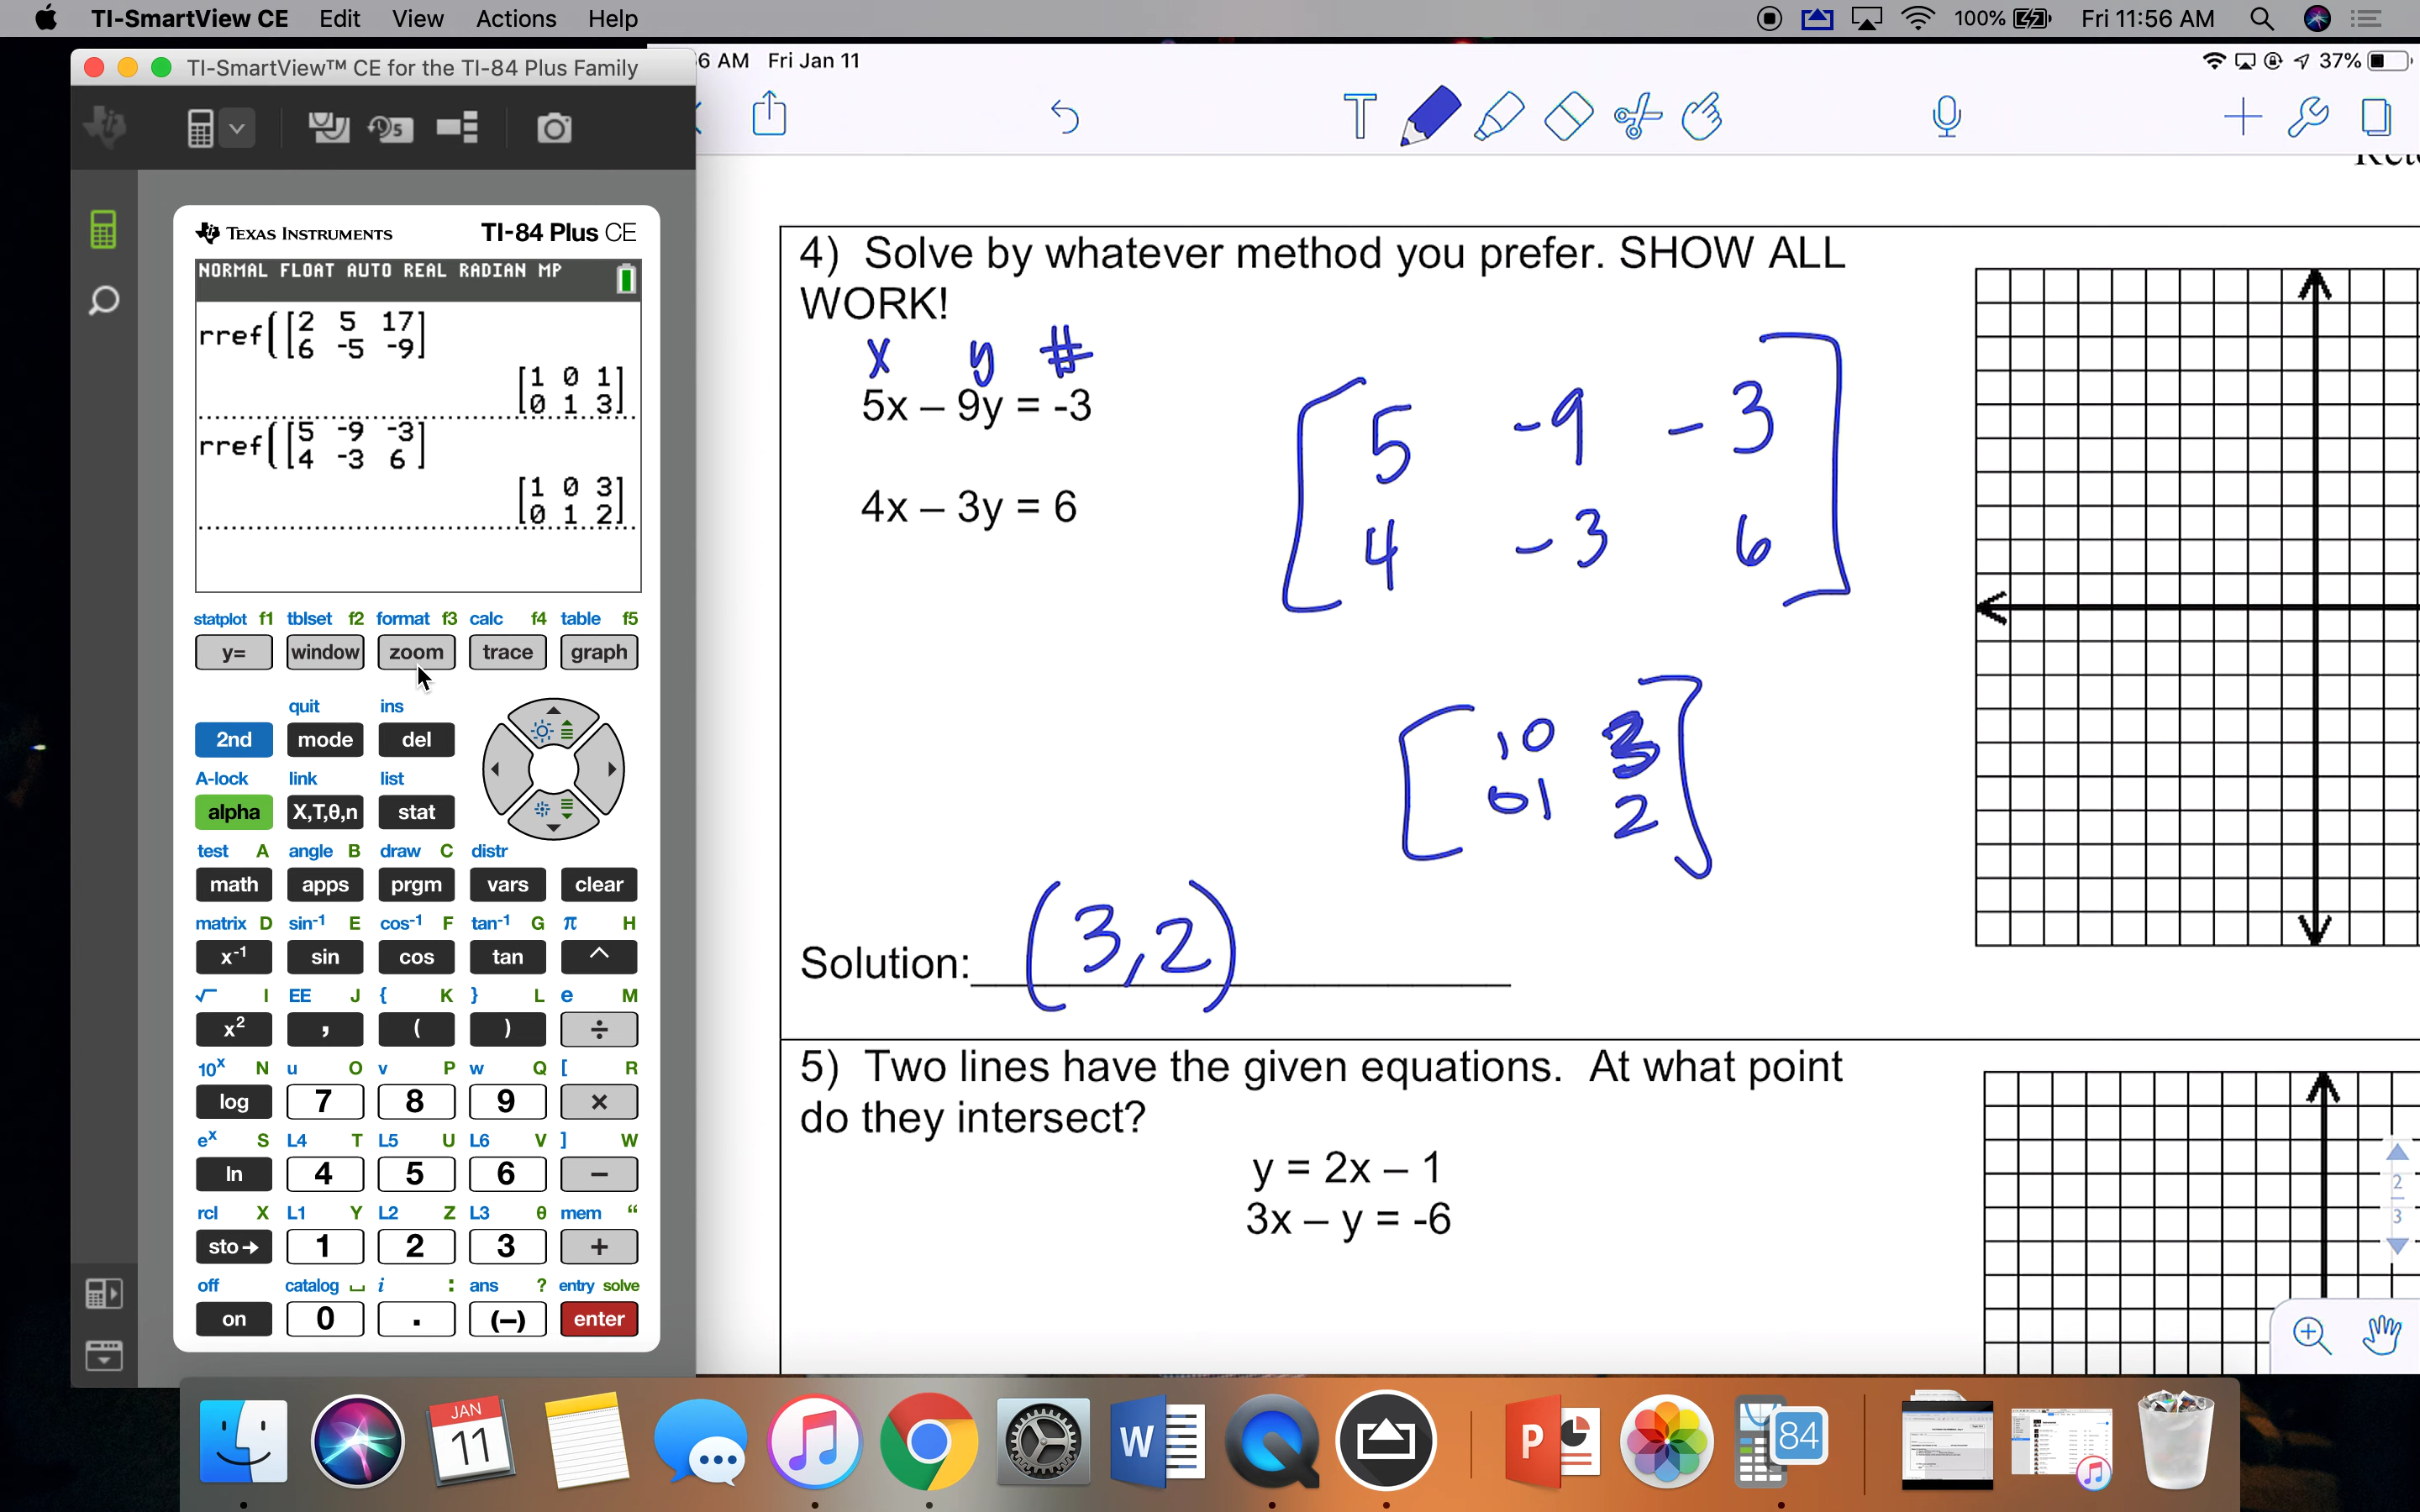 TI-SmartView CE Edit View Actions Help 100% Fri 11:56 AM
TI-SmartView™ CE for the TI-84 Plus Family
6 AM Fri Jan 11 37%
5
T
TEXAS INSTRUMENTS TI-84 Plus CE
NORMAL FLOAT AUTO REAL RADIAN MP
rref([2 5 17]
[6 -5 -9]
[1 0 1]
[0 1 3]
rref([5 -9 -3]
[4 -3 6]
[1 0 3]
[0 1 2]
statplot f1 tblset f2 format f3 calc f4 table f5
y= window zoom trace graph
quit ins
2nd mode del
A-lock link list
alpha X,T,θ,n stat
test A angle B draw C distr
math apps prgm vars clear
matrix D sin⁻¹ E cos⁻¹ F tan⁻¹ G π H
x⁻¹ sin cos tan ^
√ I EE J { K } L e M
x² , ( ) ÷
10ˣ N u O v P w Q [ R
log 7 8 9 ×
eˣ S L4 T L5 U L6 V ] W
ln 4 5 6 −
rcl X L1 Y L2 Z L3 θ mem “
sto→ 1 2 3 +
off catalog ⌴ i : ans ? entry solve
on 0 . (−) enter
4) Solve by whatever method you prefer. SHOW ALL
WORK!
x y #
5x – 9y = -3
4x – 3y = 6
[5 -9 -3]
[4 -3 6]
[1 0 3]
[0 1 2]
Solution: (3,2)
5) Two lines have the given equations. At what point
do they intersect?
y = 2x – 1
3x – y = -6
2
3
JAN
11
W
P
84